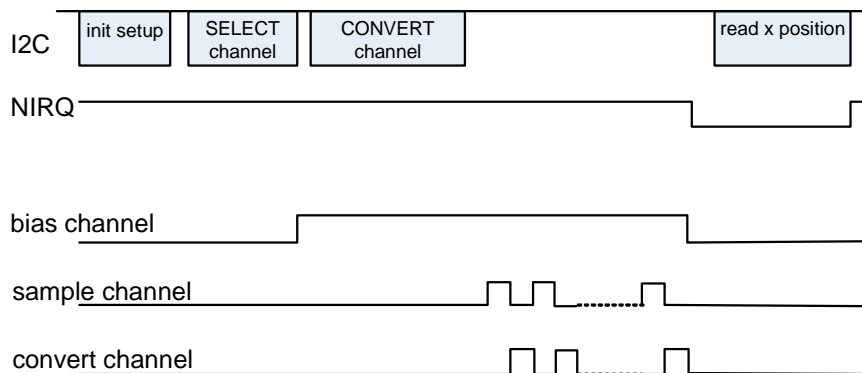 I2C
init setup
SELECT
channel
CONVERT
channel
read x position
NIRQ
bias channel
sample channel
convert channel